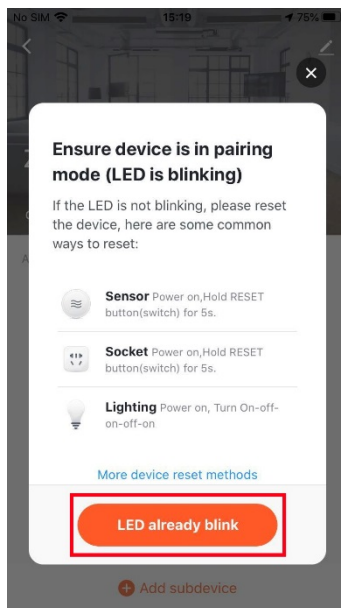 No SIM 15:19 75%
Ensure device is in pairing
mode (LED is blinking)
If the LED is not blinking, please reset
the device, here are some common
ways to reset:
Sensor Power on,Hold RESET
button(switch) for 5s.
Socket Power on,Hold RESET
button(switch) for 5s.
Lighting Power on, Turn On-off-
on-off-on
More device reset methods
LED already blink
Add subdevice